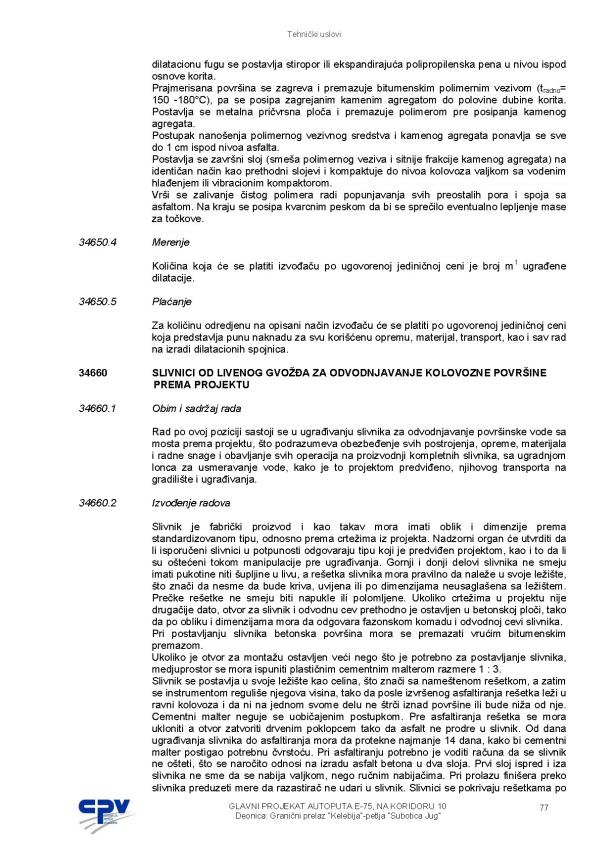 Tehnički uslovi
dilatacionu fugu se postavlja stiropor ili ekspandirajuća polipropilenska pena u nivou ispod
osnove korita.
Prajmerisana površina se zagreva i premazuje bitumenskim polimernim vezivom (tradno=
150 -180°C), pa se posipa zagrejanim kamenim agregatom do polovine dubine korita.
Postavlja se metalna pričvrsna ploča i premazuje polimerom pre posipanja kamenog
agregata.
Postupak nanošenja polimernog vezivnog sredstva i kamenog agregata ponavlja se sve
do 1 cm ispod nivoa asfalta.
Postavlja se završni sloj (smeša polimernog veziva i sitnije frakcije kamenog agregata) na
identičan način kao prethodni slojevi i kompaktuje do nivoa kolovoza valjkom sa vodenim
hlađenjem ili vibracionim kompaktorom.
Vrši se zalivanje čistog polimera radi popunjavanja svih preostalih pora i spoja sa
asfaltom. Na kraju se posipa kvarcnim peskom da bi se sprečilo eventualno lepljenje mase
za točkove.
34650.4 Merenje
Količina koja će se platiti izvođaču po ugovorenoj jediničnoj ceni je broj m1 ugrađene
dilatacije.
34650.5 Plaćanje
Za količinu odredjenu na opisani način izvođaču će se platiti po ugovorenoj jediničnoj ceni
koja predstavlja punu naknadu za svu korišćenu opremu, materijal, transport, kao i sav rad
na izradi dilatacionih spojnica.
34660 SLIVNICI OD LIVENOG GVOŽĐA ZA ODVODNJAVANJE KOLOVOZNE POVRŠINE
PREMA PROJEKTU
34660.1 Obim i sadržaj rada
Rad po ovoj poziciji sastoji se u ugrađivanju slivnika za odvodnjavanje površinske vode sa
mosta prema projektu, što podrazumeva obezbeđenje svih postrojenja, opreme, materijala
i radne snage i obavljanje svih operacija na proizvodnji kompletnih slivnika, sa ugradnjom
lonca za usmeravanje vode, kako je to projektom predviđeno, njihovog transporta na
gradilište i ugrađivanja.
34660.2 Izvođenje radova
Slivnik je fabrički proizvod i kao takav mora imati oblik i dimenzije prema
standardizovanom tipu, odnosno prema crtežima iz projekta. Nadzorni organ će utvrditi da
li isporučeni slivnici u potpunosti odgovaraju tipu koji je predviđen projektom, kao i to da li
su oštećeni tokom manipulacije pre ugrađivanja. Gornji i donji delovi slivnika ne smeju
imati pukotine niti šupljine u livu, a rešetka slivnika mora pravilno da naleže u svoje ležište,
što znači da nesme da bude kriva, uvijena ili po dimenzijama neusaglašena sa ležištem.
Prečke rešetke ne smeju biti napukle ili polomljene. Ukoliko crtežima u projektu nije
drugačije dato, otvor za slivnik i odvodnu cev prethodno je ostavljen u betonskoj ploči, tako
da po obliku i dimenzijama mora da odgovara fazonskom komadu i odvodnoj cevi slivnika.
Pri postavljanju slivnika betonska površina mora se premazati vrućim bitumenskim
premazom.
Ukoliko je otvor za montažu ostavljen veći nego što je potrebno za postavljanje slivnika,
medjuprostor se mora ispuniti plastičnim cementnim malterom razmere 1 : 3.
Slivnik se postavlja u svoje ležište kao celina, što znači sa nameštenom rešetkom, a zatim
se instrumentom reguliše njegova visina, tako da posle izvršenog asfaltiranja rešetka leži u
ravni kolovoza i da ni na jednom svome delu ne štrči iznad površine ili bude niža od nje.
Cementni malter neguje se uobičajenim postupkom. Pre asfaltiranja rešetka se mora
ukloniti a otvor zatvoriti drvenim poklopcem tako da asfalt ne prodre u slivnik. Od dana
ugrađivanja slivnika do asfaltiranja mora da protekne najmanje 14 dana, kako bi cementni
malter postigao potrebnu čvrstoću. Pri asfaltiranju potrebno je voditi računa da se slivnik
ne ošteti, što se naročito odnosi na izradu asfalt betona u dva sloja. Prvi sloj ispred i iza
slivnika ne sme da se nabija valjkom, nego ručnim nabijačima. Pri prolazu finišera preko
slivnika preduzeti mere da razastirač ne udari u slivnik. Slivnici se pokrivaju rešetkama po
CPV
GLAVNI PROJEKAT AUTOPUTA E-75, NA KORIDORU 10
Deonica: Granični prelaz "Kelebija"-petlja "Subotica Jug"
77